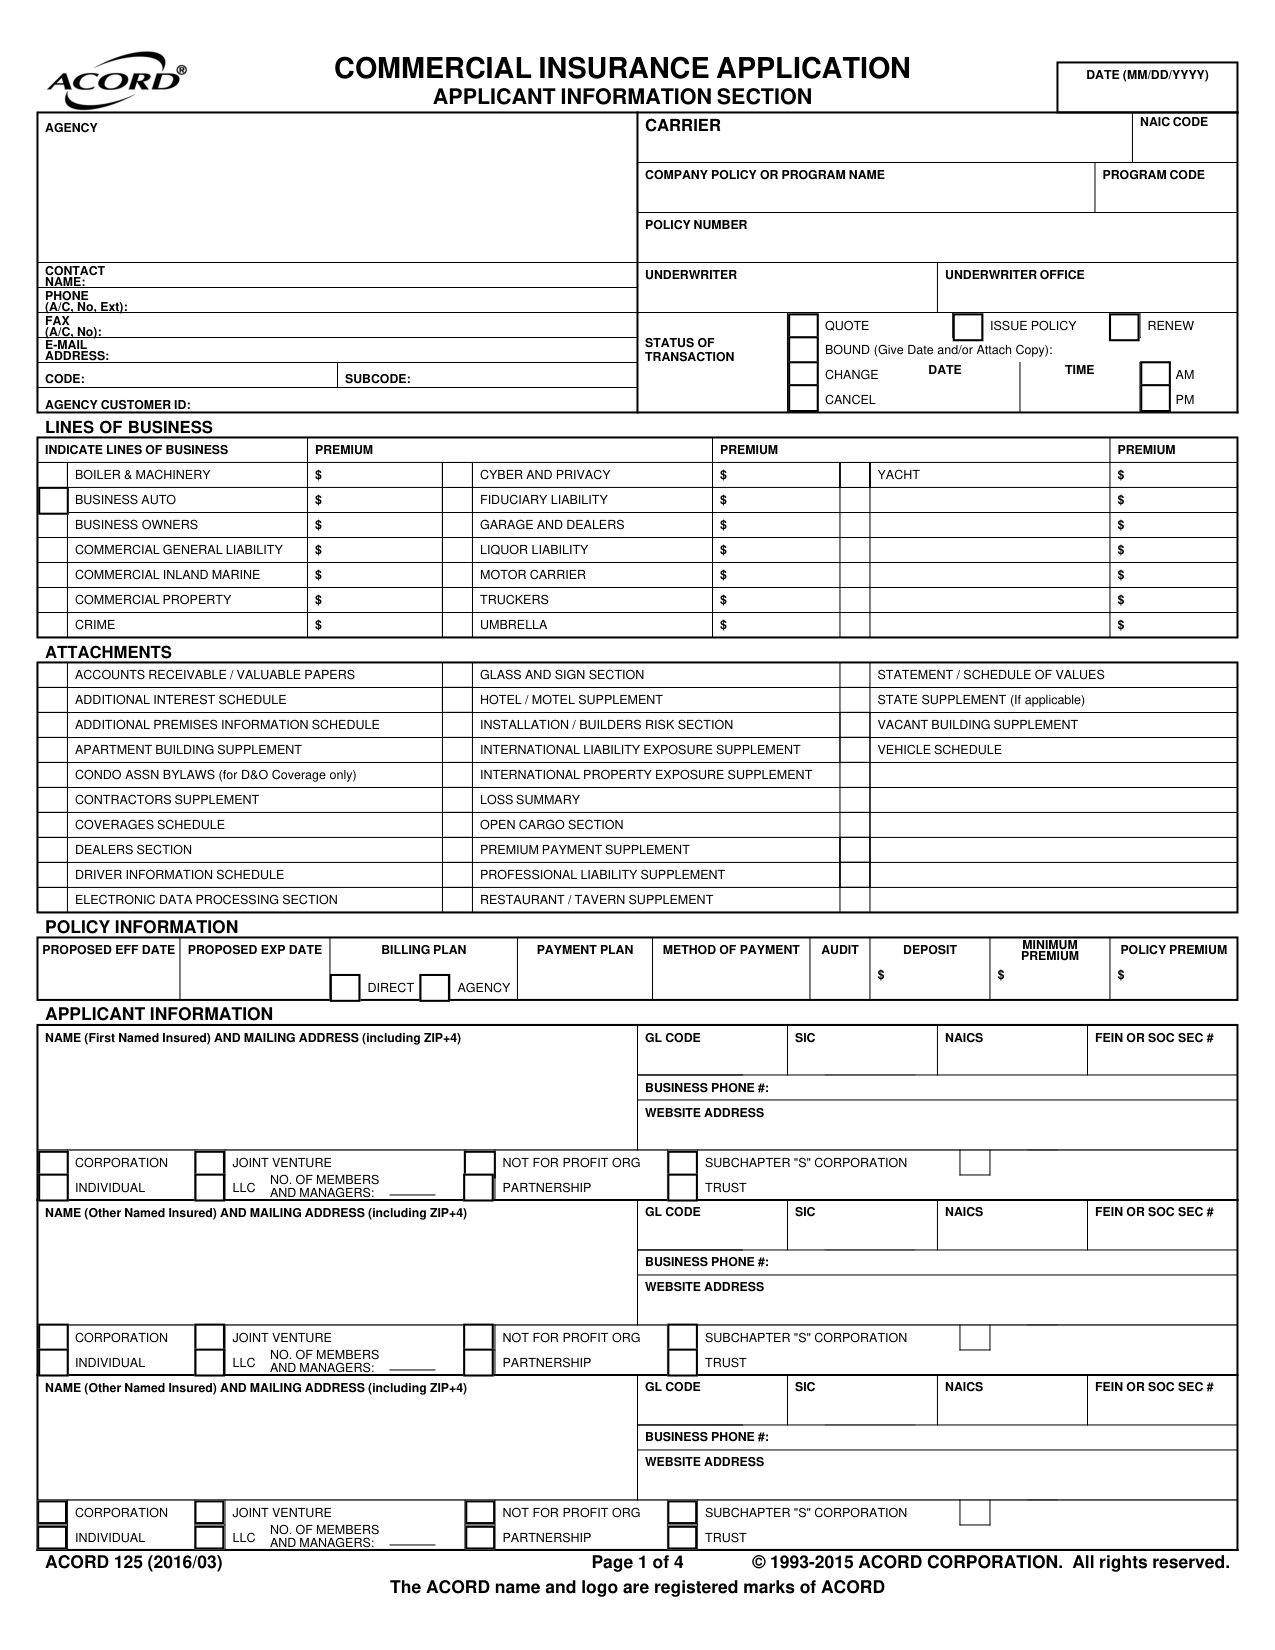 ACORD®
COMMERCIAL INSURANCE APPLICATION
APPLICANT INFORMATION SECTION
DATE (MM/DD/YYYY)
AGENCY
CARRIER
NAIC CODE
COMPANY POLICY OR PROGRAM NAME
PROGRAM CODE
POLICY NUMBER
CONTACT
NAME:
PHONE
(A/C, No, Ext):
FAX
(A/C, No):
E-MAIL
ADDRESS:
CODE:
SUBCODE:
AGENCY CUSTOMER ID:
UNDERWRITER
UNDERWRITER OFFICE
STATUS OF
TRANSACTION
QUOTE
ISSUE POLICY
RENEW
BOUND (Give Date and/or Attach Copy):
CHANGE
DATE
TIME
AM
CANCEL
PM
LINES OF BUSINESS
INDICATE LINES OF BUSINESS PREMIUM PREMIUM PREMIUM
BOILER & MACHINERY $ CYBER AND PRIVACY $ YACHT $
BUSINESS AUTO $ FIDUCIARY LIABILITY $ $
BUSINESS OWNERS $ GARAGE AND DEALERS $ $
COMMERCIAL GENERAL LIABILITY $ LIQUOR LIABILITY $ $
COMMERCIAL INLAND MARINE $ MOTOR CARRIER $ $
COMMERCIAL PROPERTY $ TRUCKERS $ $
CRIME $ UMBRELLA $ $
ATTACHMENTS
ACCOUNTS RECEIVABLE / VALUABLE PAPERS GLASS AND SIGN SECTION STATEMENT / SCHEDULE OF VALUES
ADDITIONAL INTEREST SCHEDULE HOTEL / MOTEL SUPPLEMENT STATE SUPPLEMENT (If applicable)
ADDITIONAL PREMISES INFORMATION SCHEDULE INSTALLATION / BUILDERS RISK SECTION VACANT BUILDING SUPPLEMENT
APARTMENT BUILDING SUPPLEMENT INTERNATIONAL LIABILITY EXPOSURE SUPPLEMENT VEHICLE SCHEDULE
CONDO ASSN BYLAWS (for D&O Coverage only) INTERNATIONAL PROPERTY EXPOSURE SUPPLEMENT
CONTRACTORS SUPPLEMENT LOSS SUMMARY
COVERAGES SCHEDULE OPEN CARGO SECTION
DEALERS SECTION PREMIUM PAYMENT SUPPLEMENT
DRIVER INFORMATION SCHEDULE PROFESSIONAL LIABILITY SUPPLEMENT
ELECTRONIC DATA PROCESSING SECTION RESTAURANT / TAVERN SUPPLEMENT
POLICY INFORMATION
PROPOSED EFF DATE
PROPOSED EXP DATE
BILLING PLAN
DIRECT AGENCY
PAYMENT PLAN
METHOD OF PAYMENT
AUDIT
DEPOSIT
$
MINIMUM
PREMIUM
$
POLICY PREMIUM
$
APPLICANT INFORMATION
NAME (First Named Insured) AND MAILING ADDRESS (including ZIP+4)
GL CODE SIC NAICS FEIN OR SOC SEC #
BUSINESS PHONE #:
WEBSITE ADDRESS
CORPORATION JOINT VENTURE NOT FOR PROFIT ORG SUBCHAPTER "S" CORPORATION
INDIVIDUAL LLC NO. OF MEMBERS
AND MANAGERS: ______ PARTNERSHIP TRUST
NAME (Other Named Insured) AND MAILING ADDRESS (including ZIP+4)
GL CODE SIC NAICS FEIN OR SOC SEC #
BUSINESS PHONE #:
WEBSITE ADDRESS
CORPORATION JOINT VENTURE NOT FOR PROFIT ORG SUBCHAPTER "S" CORPORATION
INDIVIDUAL LLC NO. OF MEMBERS
AND MANAGERS: ______ PARTNERSHIP TRUST
NAME (Other Named Insured) AND MAILING ADDRESS (including ZIP+4)
GL CODE SIC NAICS FEIN OR SOC SEC #
BUSINESS PHONE #:
WEBSITE ADDRESS
CORPORATION JOINT VENTURE NOT FOR PROFIT ORG SUBCHAPTER "S" CORPORATION
INDIVIDUAL LLC NO. OF MEMBERS
AND MANAGERS: ______ PARTNERSHIP TRUST
ACORD 125 (2016/03) Page 1 of 4 © 1993-2015 ACORD CORPORATION. All rights reserved.
The ACORD name and logo are registered marks of ACORD